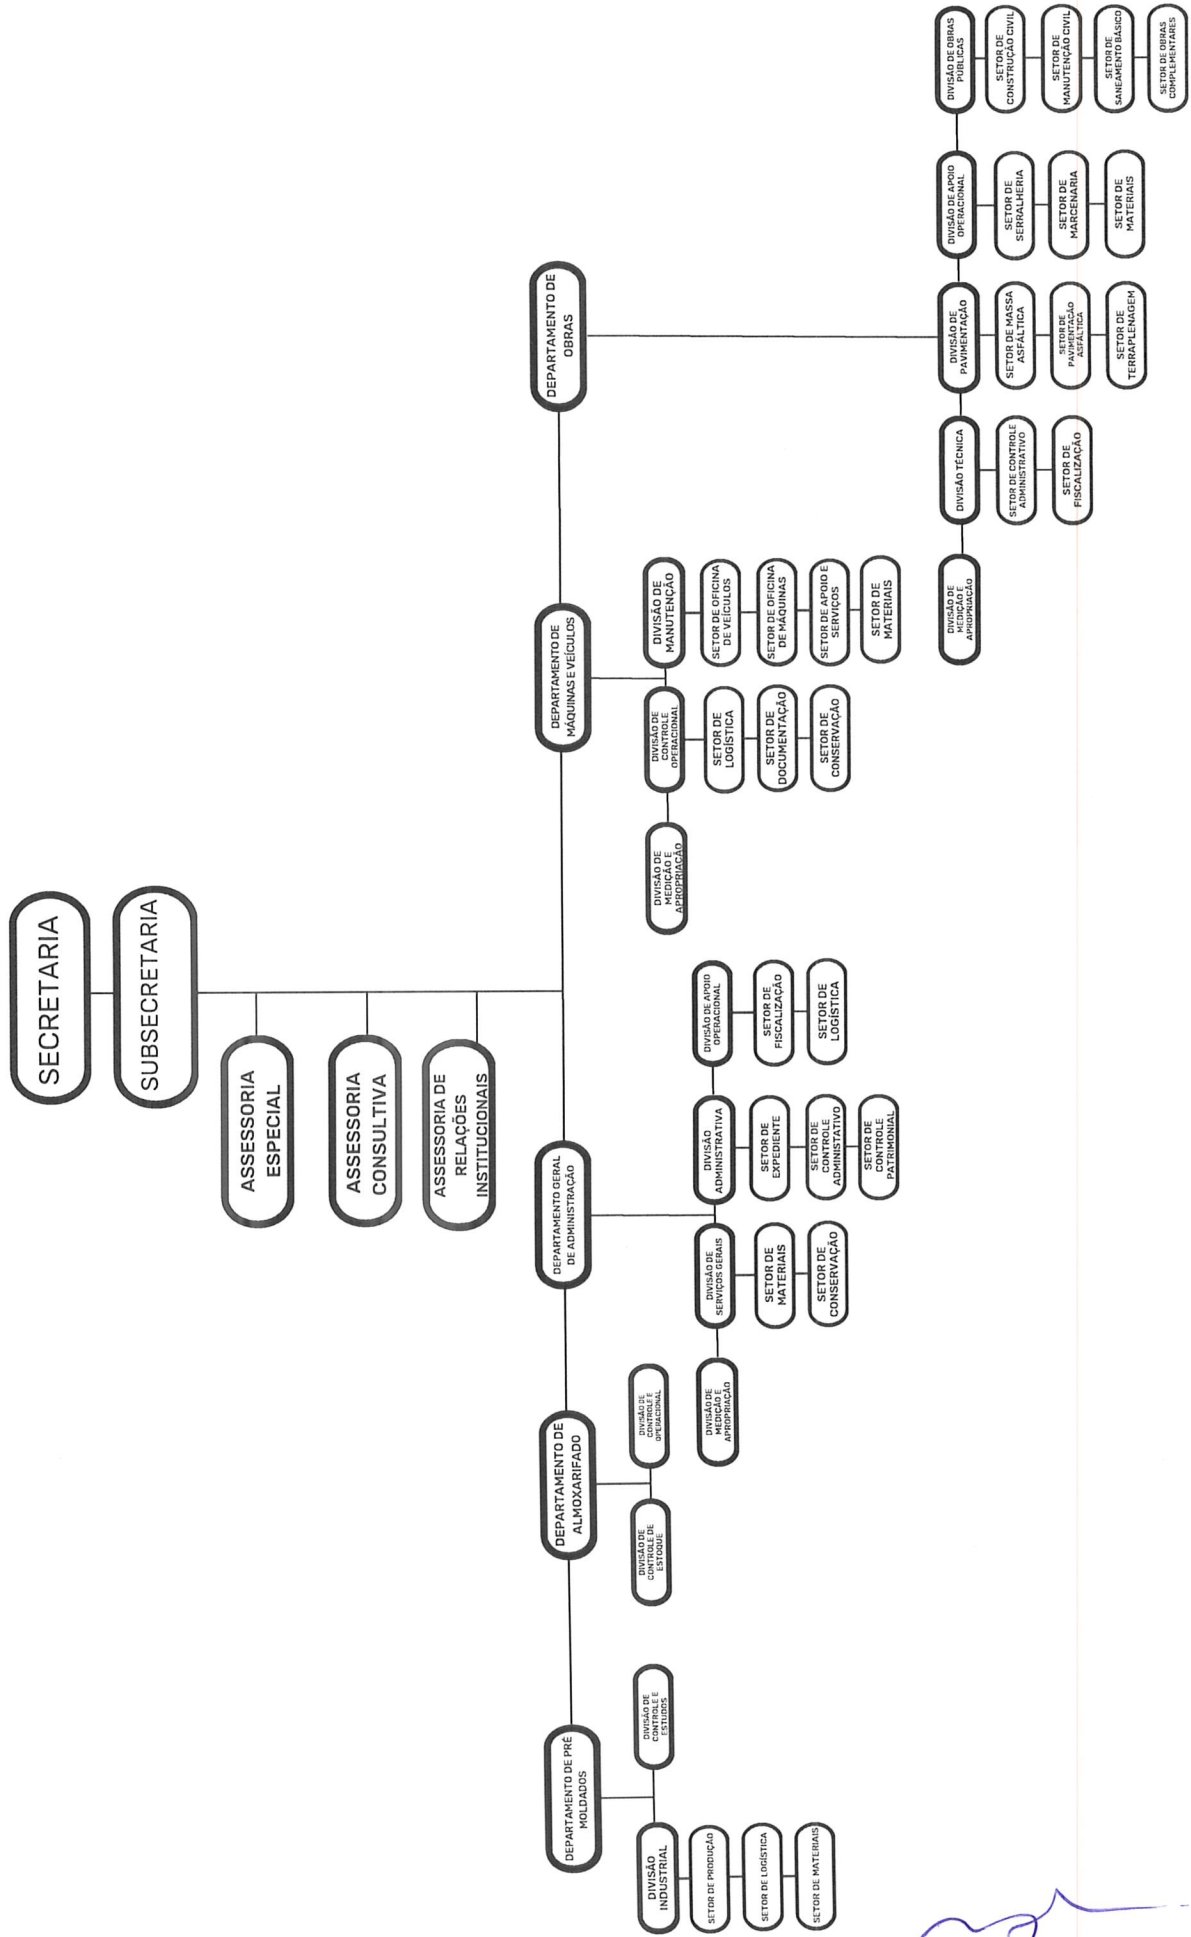 SECRETARIA
SUBSECRETARIA
ASSESSORIA
ESPECIAL
ASSESSORIA
CONSULTIVA
ASSESSORIA DE
RELAÇÕES
INSTITUCIONAIS
DEPARTAMENTO DE PRÉ
MOLDADOS
DEPARTAMENTO DE
ALMOXARIFADO
DEPARTAMENTO GERAL
DE ADMINISTRAÇÃO
DEPARTAMENTO DE
MÁQUINAS E VEÍCULOS
DEPARTAMENTO DE
OBRAS
DIVISÃO
INDUSTRIAL
SETOR DE PRODUÇÃO
SETOR DE LOGÍSTICA
SETOR DE MATERIAIS
DIVISÃO DE
CONTROLE E
ESTUDOS
DIVISÃO DE
CONTROLE DE
ESTOQUE
DIVISÃO DE
CONTROLE E
OPERACIONAL
DIVISÃO DE
MEDIÇÃO E
APROPRIAÇÃO
DIVISÃO DE
SERVIÇOS GERAIS
SETOR DE
MATERIAIS
SETOR DE
CONSERVAÇÃO
DIVISÃO
ADMINISTRATIVA
SETOR DE
EXPEDIENTE
SETOR DE
CONTROLE
ADMINISTATIVO
SETOR DE
CONTROLE
PATRIMONIAL
DIVISÃO DE APOIO
OPERACIONAL
SETOR DE
FISCALIZAÇÃO
SETOR DE
LOGÍSTICA
DIVISÃO DE
MEDIÇÃO E
APROPRIAÇÃO
DIVISÃO DE
CONTROLE
OPERACIONAL
SETOR DE
LOGÍSTICA
SETOR DE
DOCUMENTAÇÃO
SETOR DE
CONSERVAÇÃO
DIVISÃO DE
MANUTENÇÃO
SETOR DE OFICINA
DE VEÍCULOS
SETOR DE OFICINA
DE MÁQUINAS
SETOR DE APOIO E
SERVIÇOS
SETOR DE
MATERIAIS
DIVISÃO DE
MEDIÇÃO E
APROPRIAÇÃO
DIVISÃO TÉCNICA
SETOR DE CONTROLE
ADMINISTRATIVO
SETOR DE
FISCALIZAÇÃO
DIVISÃO DE
PAVIMENTAÇÃO
SETOR DE MASSA
ASFÁLTICA
SETOR DE
PAVIMENTAÇÃO
ASFÁLTICA
SETOR DE
TERRAPLENAGEM
DIVISÃO DE APOIO
OPERACIONAL
SETOR DE
SERRALHERIA
SETOR DE
MARCENARIA
SETOR DE
MATERIAIS
DIVISÃO DE OBRAS
PÚBLICAS
SETOR DE
CONSTRUÇÃO CIVIL
SETOR DE
MANUTENÇÃO CIVIL
SETOR DE
SANEAMENTO BÁSICO
SETOR DE OBRAS
COMPLEMENTARES